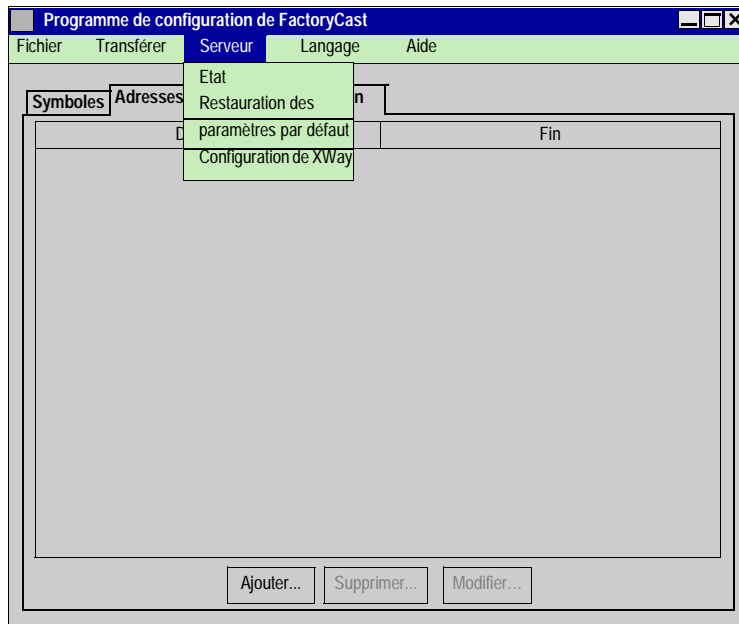 Programme de configuration de FactoryCast
Fichier Transférer Serveur Langage Aide
Etat
Restauration des
paramètres par défaut
Configuration de XWay
Symboles Adresses n
D Fin
Ajouter... Supprimer... Modifier...